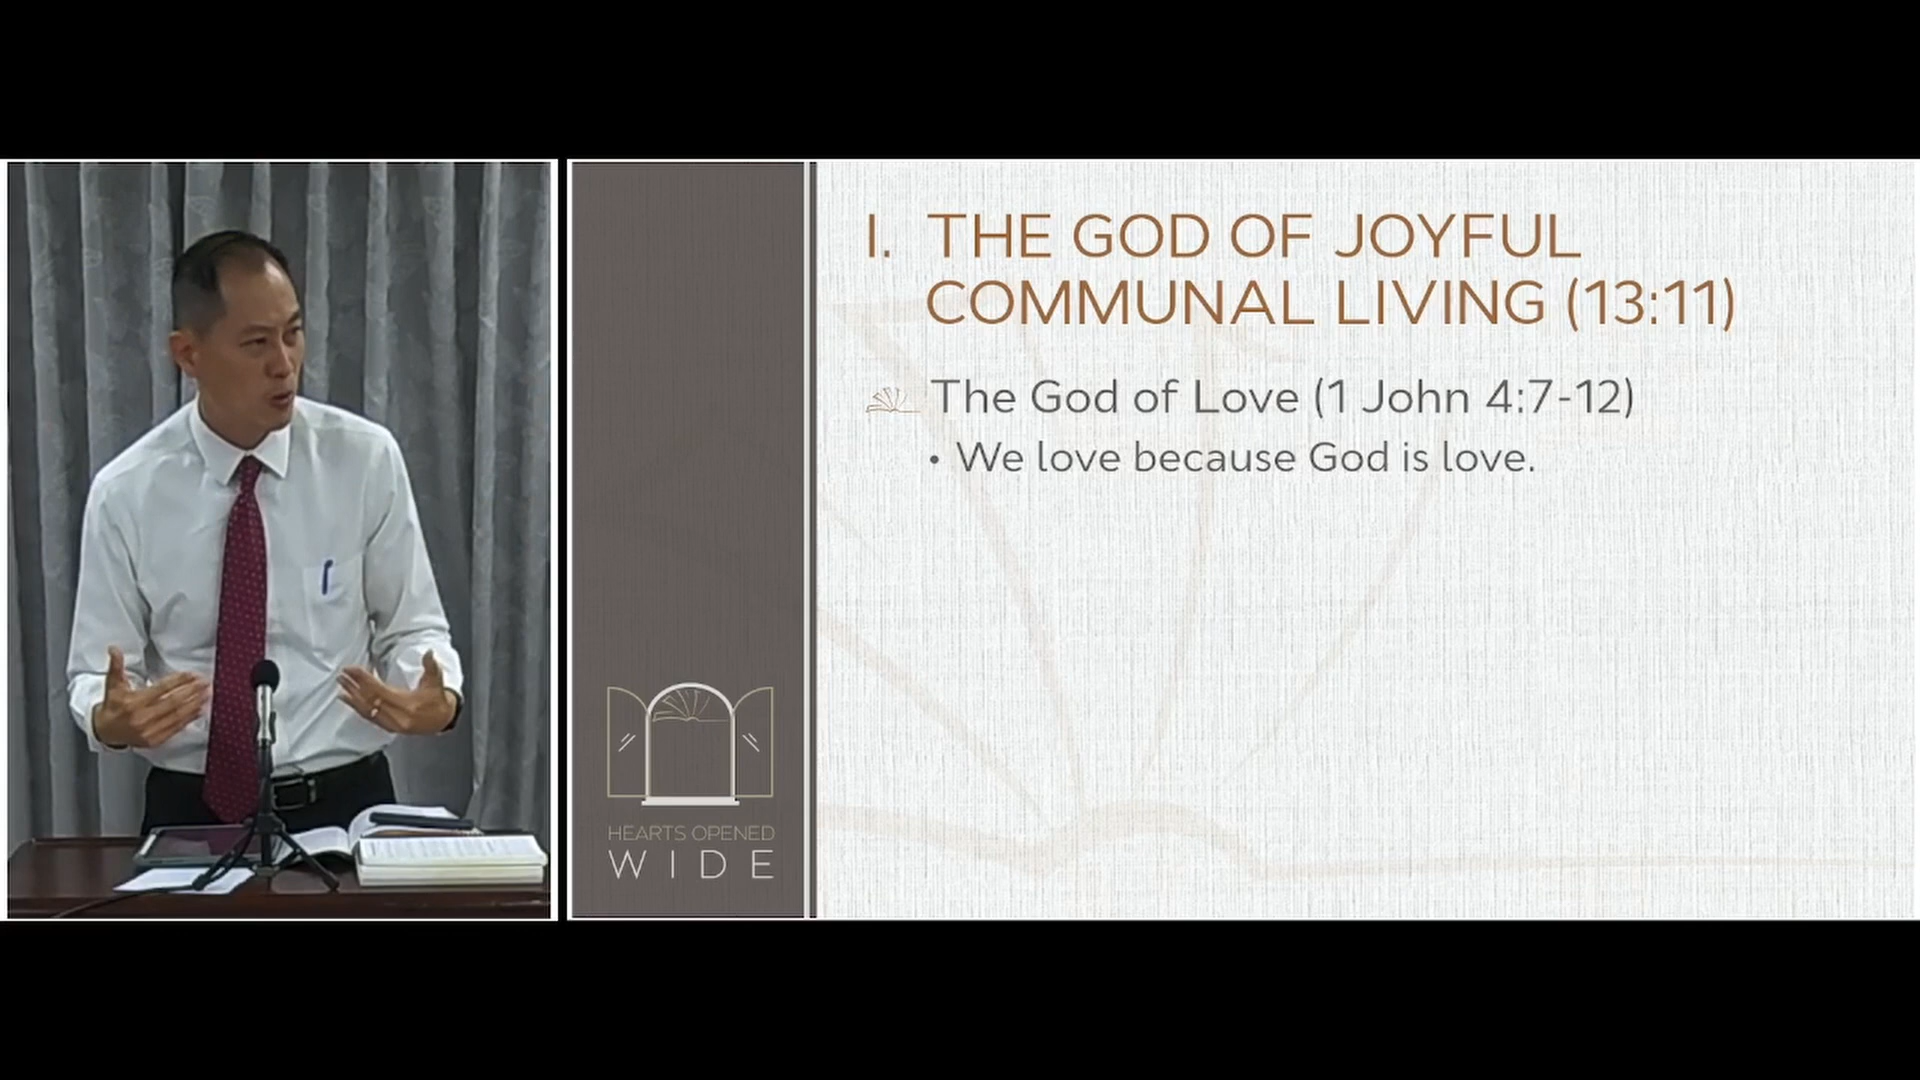 I. THE GOD OF JOYFUL
COMMUNAL LIVING (13:11)
The God of Love (1 John 4:7-12)
• We love because God is love.
HEARTS OPENED
WIDE